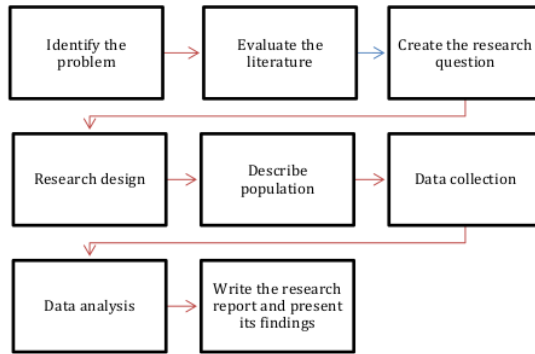 Identify the
problem
Evaluate the
literature
Create the research
question
Research design
Describe
population
Data collection
Data analysis
Write the research
report and present
its findings